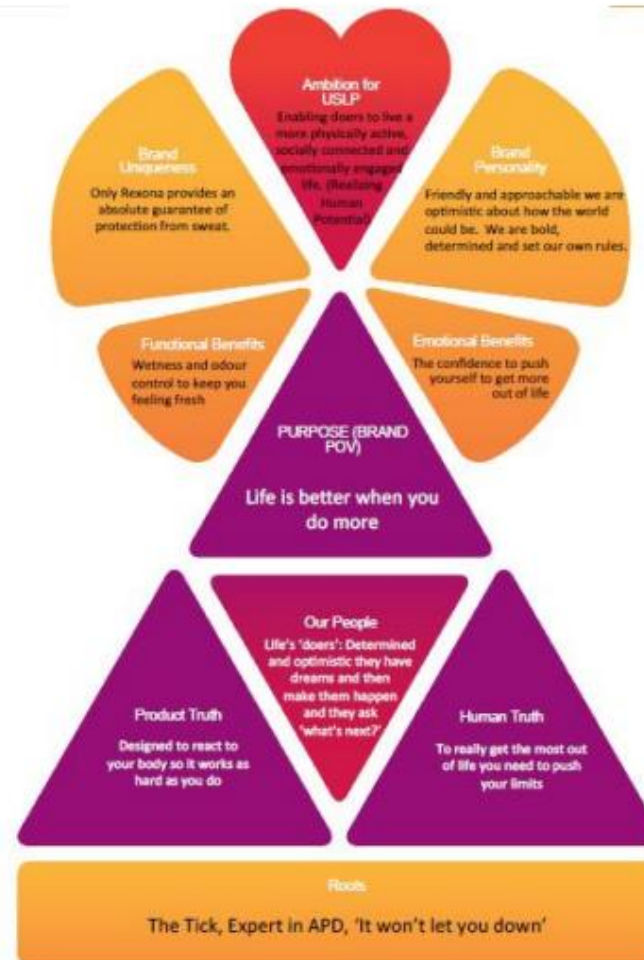 Ambition for
USLP
Enabling doers to live a
more physically active,
socially connected and
emotionally engaged
life. (Realising
Human
Potential)
Brand
Uniqueness
Only Rexona provides an
absolute guarantee of
protection from sweat.
Brand
Personality
Friendly and approachable we are
optimistic about how the world
could be. We are bold,
determined and set our own rules.
Functional Benefits
Wetness and odour
control to keep you
feeling fresh
Emotional Benefits
The confidence to push
yourself to get more
out of life
PURPOSE (BRAND
POV)
Life is better when you
do more
Our People
Life's 'doers': Determined
and optimistic they have
dreams and then
make them happen
and they ask
'what's next?'
Product Truth
Designed to react to
your body so it works as
hard as you do
Human Truth
To really get the most out
of life you need to push
your limits
Roots
The Tick, Expert in APD, 'It won't let you down'